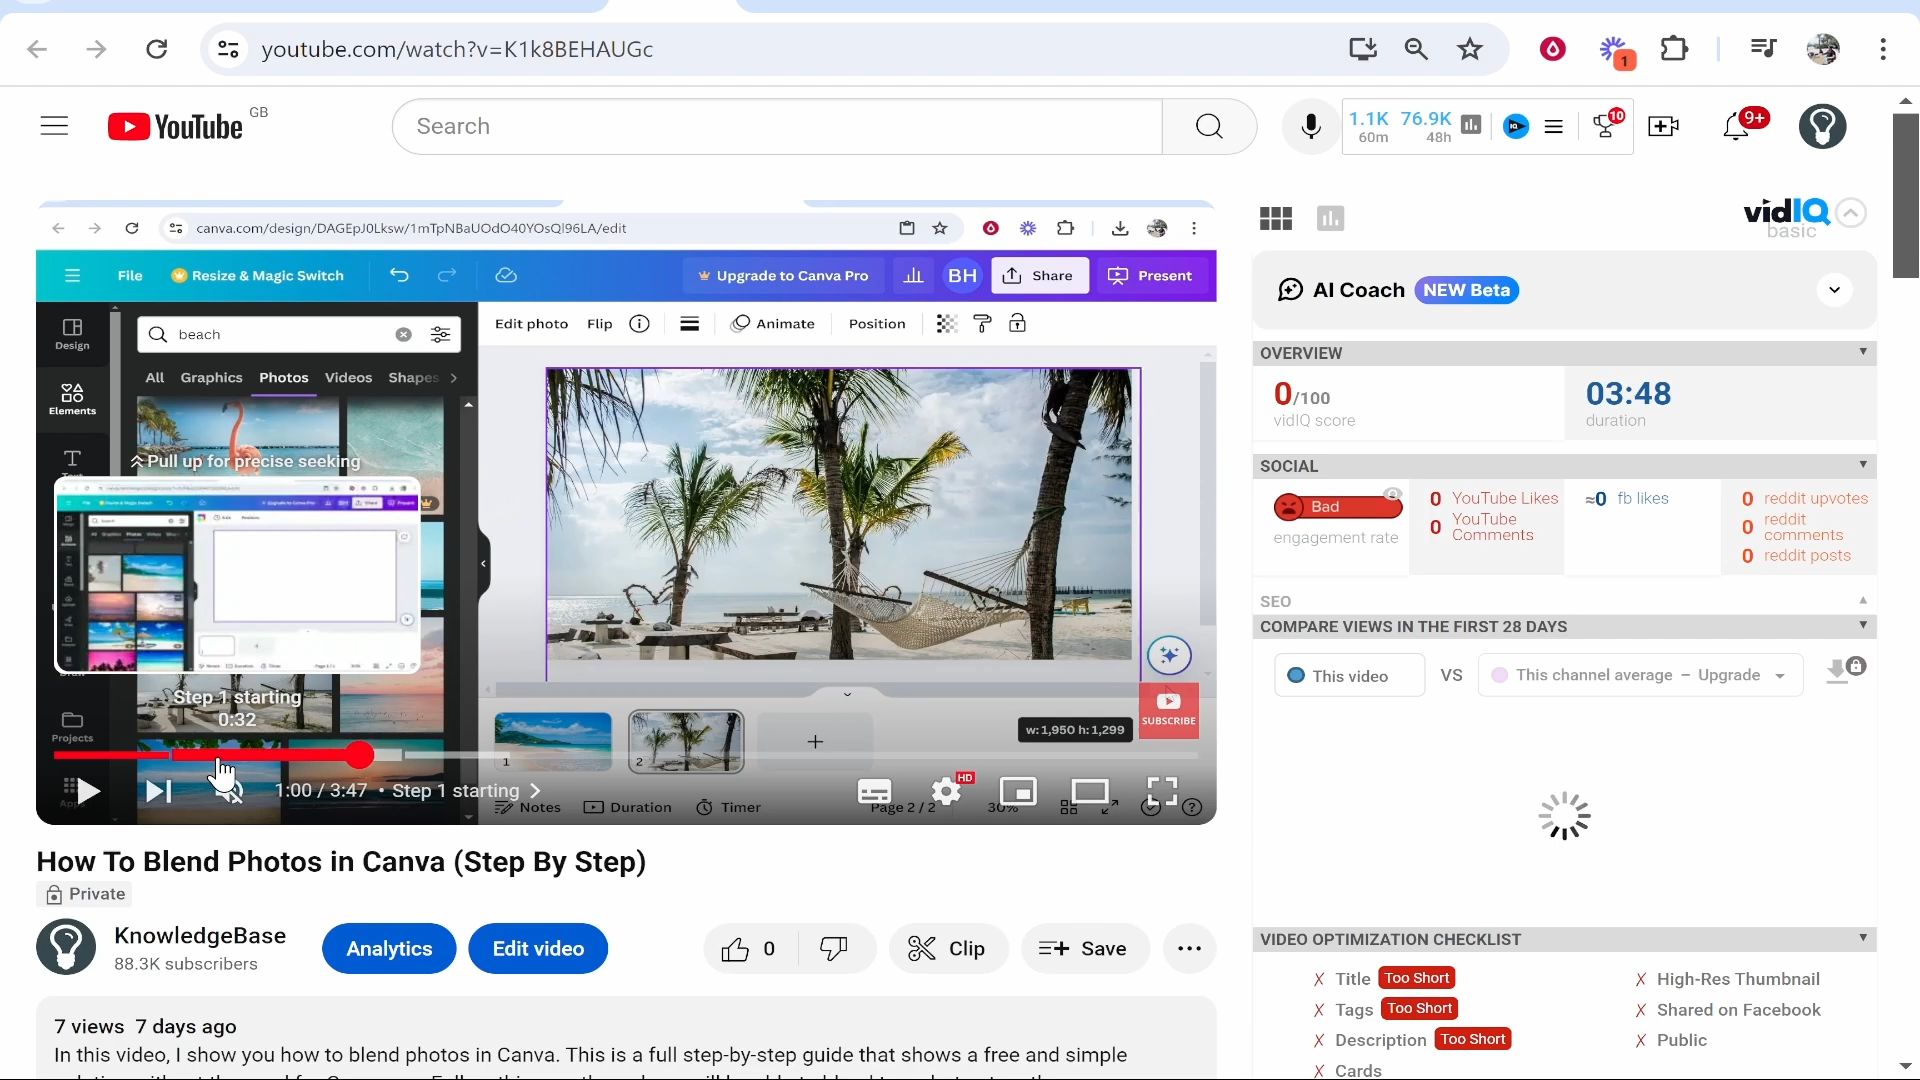 youtube.com/watch?v=K1k8BEHAUGc
1
YouTube GB
Search
1.1K 76.9K
60m 48h
10
9+
canva.com/design/DAGEpJ0Lksw/1mTpNBaUOdO40YOsQl96LA/edit
File Resize & Magic Switch Upgrade to Canva Pro BH Share Present
beach
Edit photo Flip Animate Position
Design
All Graphics Photos Videos Shapes
Elements
Pull up for precise seeking
Step 1 starting
0:32
Projects
w:1,950 h:1,299
SUBSCRIBE
1
2
1:00 / 3:47 • Step 1 starting
HD
Notes Duration Timer Page 2 / 2 30%
How To Blend Photos in Canva (Step By Step)
Private
KnowledgeBase
88.3K subscribers
Analytics Edit video 0 Clip Save
7 views 7 days ago
In this video, I show you how to blend photos in Canva. This is a full step-by-step guide that shows a free and simple
vidIQ
basic
AI Coach NEW Beta
OVERVIEW
0/100
vidIQ score
03:48
duration
SOCIAL
Bad
engagement rate
0 YouTube Likes
0 YouTube Comments
≈0 fb likes
0 reddit upvotes
0 reddit comments
0 reddit posts
SEO
COMPARE VIEWS IN THE FIRST 28 DAYS
This video VS This channel average – Upgrade
VIDEO OPTIMIZATION CHECKLIST
X Title Too Short
X Tags Too Short
X Description Too Short
X Cards
X High-Res Thumbnail
X Shared on Facebook
X Public